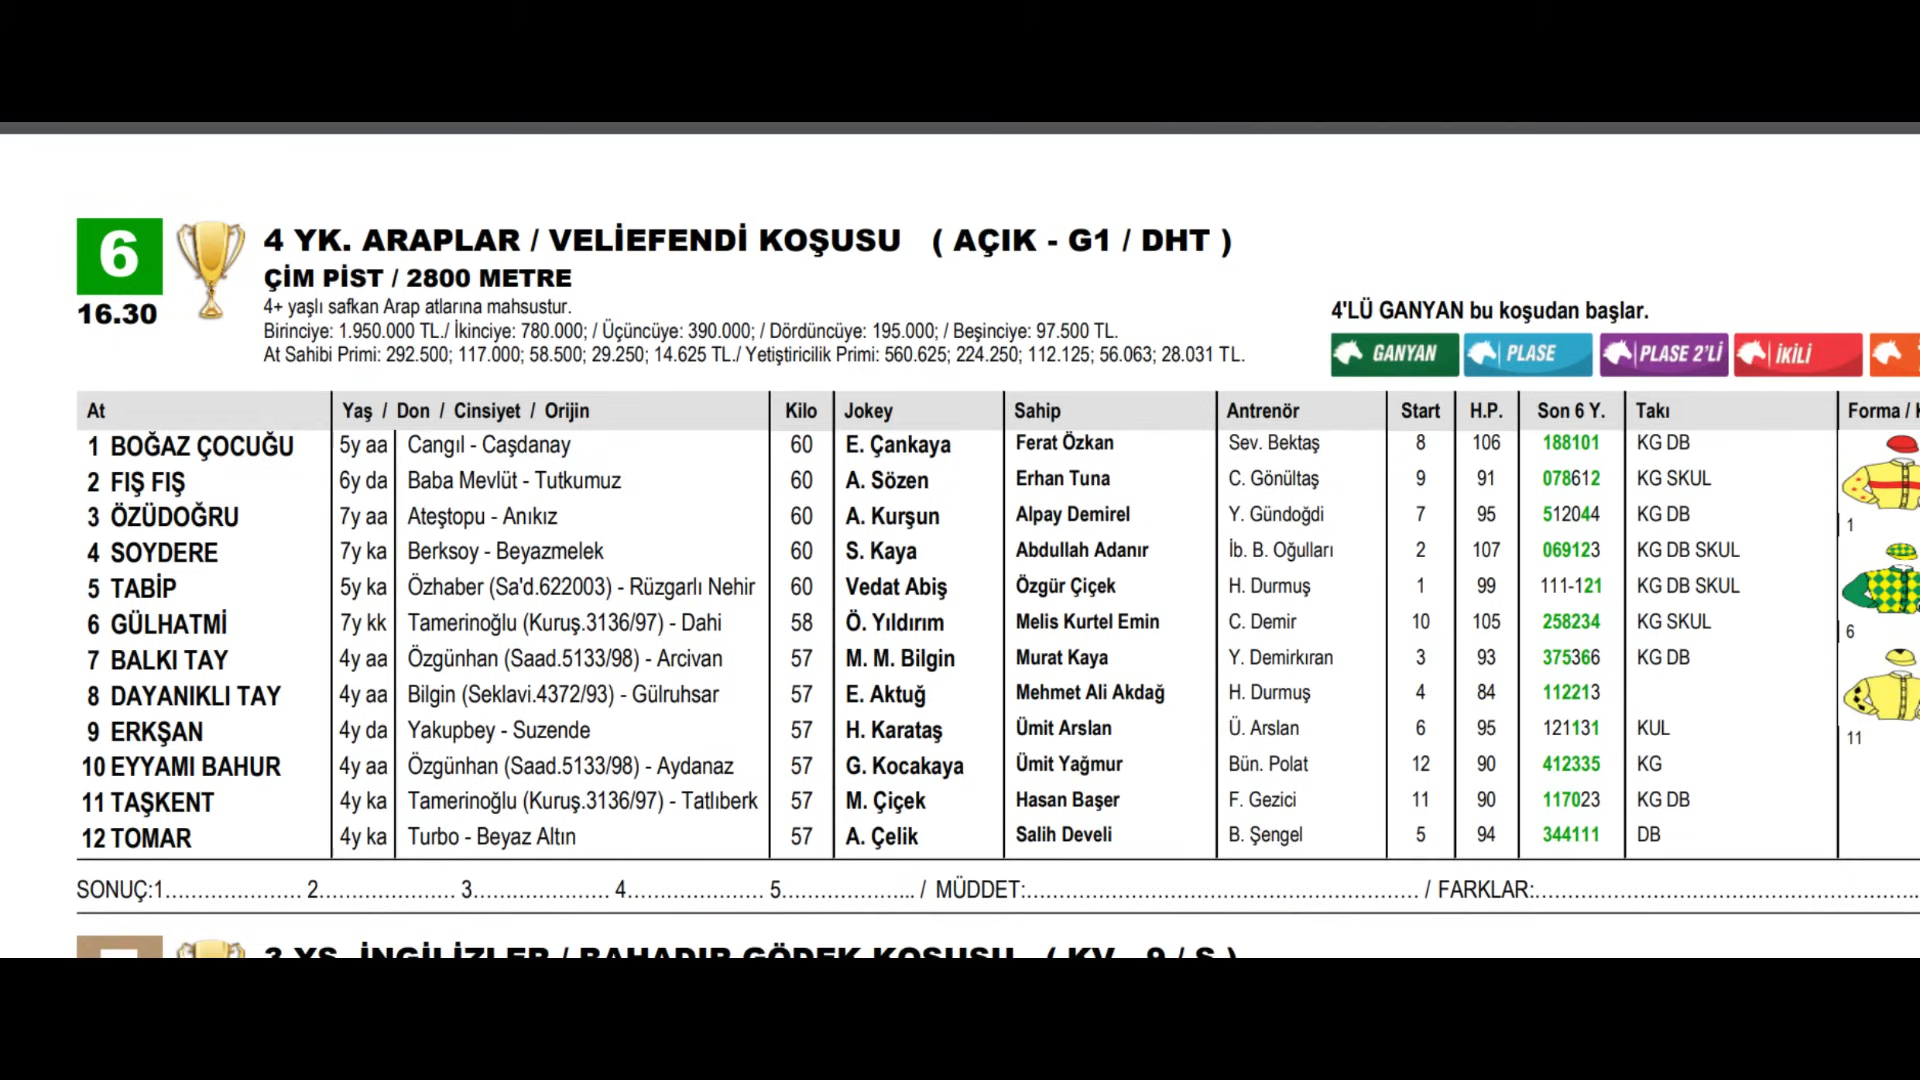 6
16.30
4 YK. ARAPLAR / VELİEFENDİ KOŞUSU ( AÇIK - G1 / DHT )
ÇİM PİST / 2800 METRE
4+ yaşlı safkan Arap atlarına mahsustur.
Birinciye: 1.950.000 TL./ İkinciye: 780.000; / Üçüncüye: 390.000; / Dördüncüye: 195.000; / Beşinciye: 97.500 TL.
At Sahibi Primi: 292.500; 117.000; 58.500; 29.250; 14.625 TL./ Yetiştiricilik Primi: 560.625; 224.250; 112.125; 56.063; 28.031 TL.
4'LÜ GANYAN bu koşudan başlar.
GANYAN PLASE PLASE 2'Lİ İKİLİ
At Yaş / Don / Cinsiyet / Orijin Kilo Jokey Sahip Antrenör Start H.P. Son 6 Y. Takı Forma /
1 BOĞAZ ÇOCUĞU 5y aa Cangıl - Caşdanay 60 E. Çankaya Ferat Özkan Sev. Bektaş 8 106 188101 KG DB
2 FIŞ FIŞ 6y da Baba Mevlüt - Tutkumuz 60 A. Sözen Erhan Tuna C. Gönültaş 9 91 078612 KG SKUL
3 ÖZÜDOĞRU 7y aa Ateştopu - Anıkız 60 A. Kurşun Alpay Demirel Y. Gündoğdi 7 95 512044 KG DB
1
4 SOYDERE 7y ka Berksoy - Beyazmelek 60 S. Kaya Abdullah Adanır İb. B. Oğulları 2 107 069123 KG DB SKUL
5 TABİP 5y ka Özhaber (Sa'd.622003) - Rüzgarlı Nehir 60 Vedat Abiş Özgür Çiçek H. Durmuş 1 99 111-121 KG DB SKUL
6 GÜLHATMİ 7y kk Tamerinoğlu (Kuruş.3136/97) - Dahi 58 Ö. Yıldırım Melis Kurtel Emin C. Demir 10 105 258234 KG SKUL
6
7 BALKI TAY 4y aa Özgünhan (Saad.5133/98) - Arcivan 57 M. M. Bilgin Murat Kaya Y. Demirkıran 3 93 375366 KG DB
8 DAYANIKLI TAY 4y aa Bilgin (Seklavi.4372/93) - Gülruhsar 57 E. Aktuğ Mehmet Ali Akdağ H. Durmuş 4 84 112213
9 ERKŞAN 4y da Yakupbey - Suzende 57 H. Karataş Ümit Arslan Ü. Arslan 6 95 121131 KUL
11
10 EYYAMI BAHUR 4y aa Özgünhan (Saad.5133/98) - Aydanaz 57 G. Kocakaya Ümit Yağmur Bün. Polat 12 90 412335 KG
11 TAŞKENT 4y ka Tamerinoğlu (Kuruş.3136/97) - Tatlıberk 57 M. Çiçek Hasan Başer F. Gezici 11 90 117023 KG DB
12 TOMAR 4y ka Turbo - Beyaz Altın 57 A. Çelik Salih Develi B. Şengel 5 94 344111 DB
SONUÇ:1.................... 2.................... 3.................... 4.................... 5.................... / MÜDDET:........................................................ / FARKLAR:........................................................
3 YS. İNGİLİZLER / BAHADIR GÖDEK KOŞUSU ( KV - 9 / S )